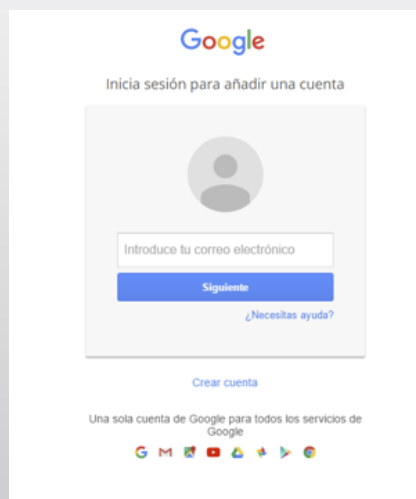 Google
Inicia sesión para añadir una cuenta
Introduce tu correo electrónico
Siguiente
¿Necesitas ayuda?
Crear cuenta
Una sola cuenta de Google para todos los servicios de
Google